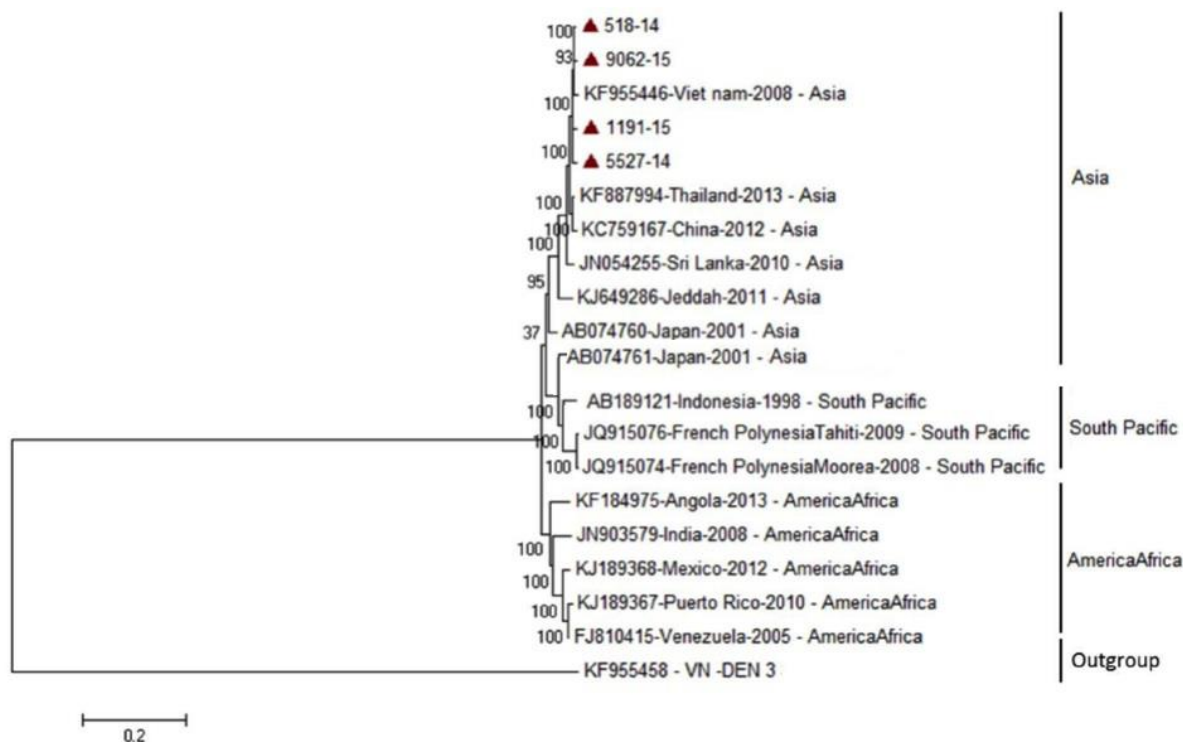 100
518-14
93
9062-15
KF955446-Viet nam-2008 - Asia
100
1191-15
100
5527-14
Asia
KF887994-Thailand-2013 - Asia
100
100
KC759167-China-2012 - Asia
100
JN054255-Sri Lanka-2010 - Asia
95
KJ649286-Jeddah-2011 - Asia
37
AB074760-Japan-2001 - Asia
AB074761-Japan-2001 - Asia
AB189121-Indonesia-1998 - South Pacific
100
JQ915076-French PolynesiaTahiti-2009 - South Pacific
South Pacific
100
100
JQ915074-French PolynesiaMoorea-2008 - South Pacific
KF184975-Angola-2013 - AmericaAfrica
JN903579-India-2008 - AmericaAfrica
100
AmericaAfrica
KJ189368-Mexico-2012 - AmericaAfrica
100
KJ189367-Puerto Rico-2010 - AmericaAfrica
100
100
FJ810415-Venezuela-2005 - AmericaAfrica
Outgroup
KF955458 - VN -DEN 3
0.2